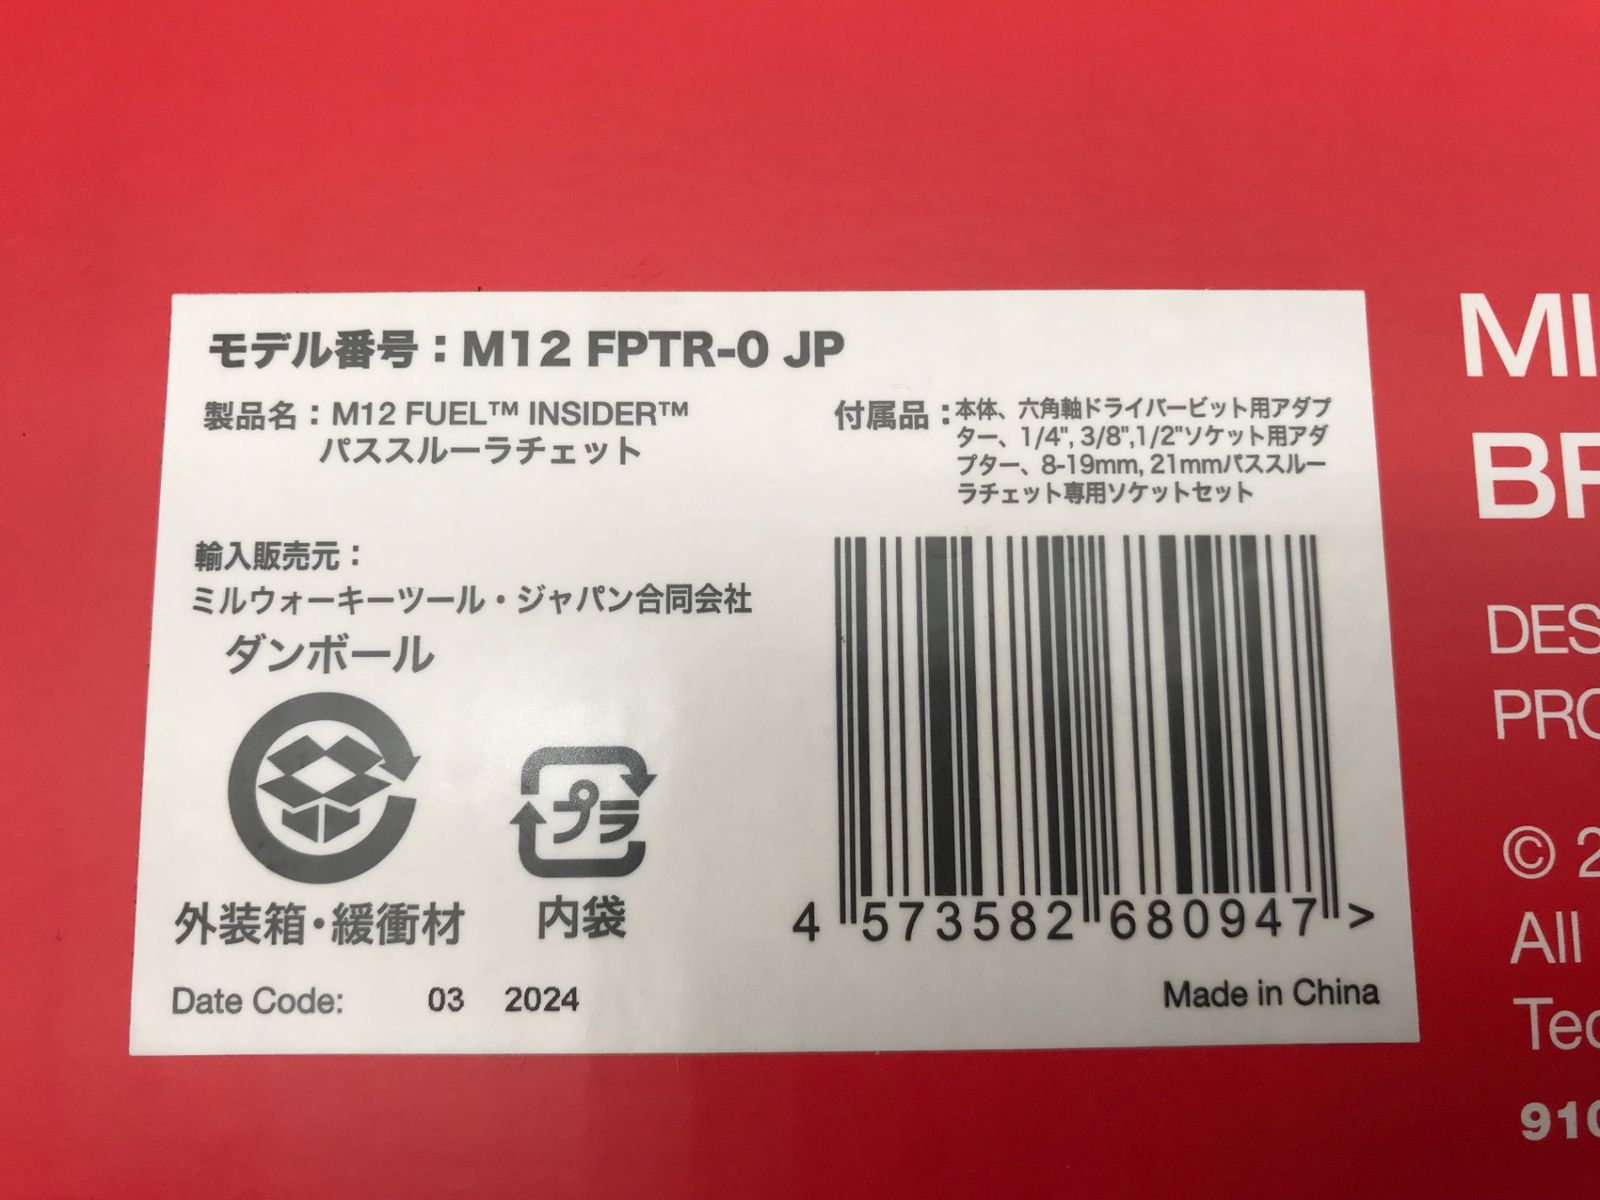 モデル番号：M12 FPTR-0 JP
製品名：M12 FUEL™ INSIDER™
パススルーラチェット
付属品：本体、六角軸ドライバービット用アダプ
ター、1/4", 3/8",1/2"ソケット用アダ
プター、8-19mm, 21mmパススルー
ラチェット専用ソケットセット
輸入販売元：
ミルウォーキーツール・ジャパン合同会社
ダンボール
プラ
外装箱・緩衝材
内袋
4 573582 680947 >
Date Code: 03 2024
Made in China
MI
BR
DES
PRO
© 2
All
Tec
910